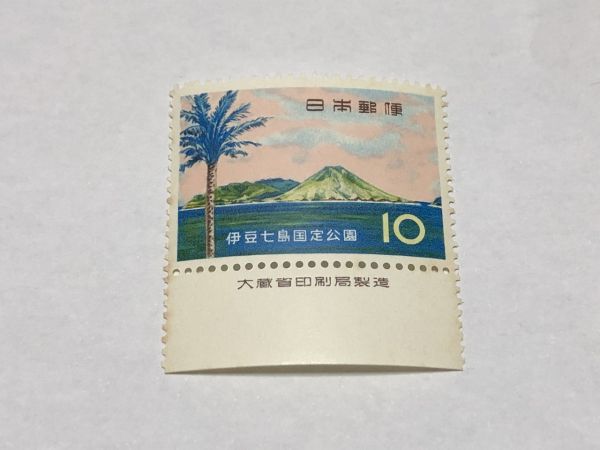 日本郵便
伊豆七島国定公園 10
大蔵省印刷局製造